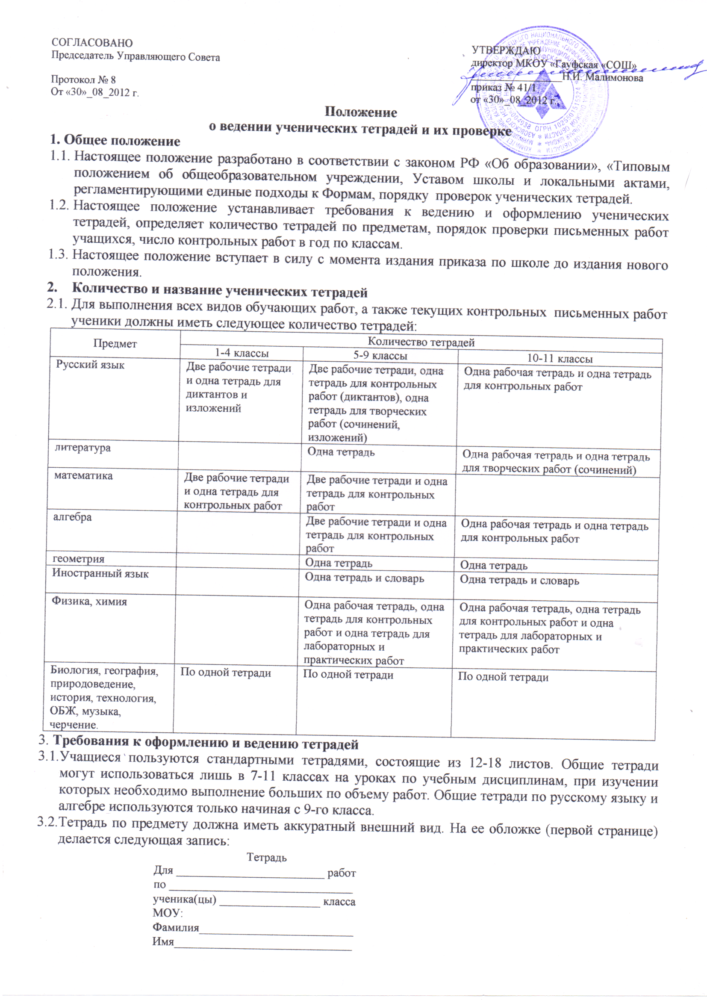 СОГЛАСОВАНО
Председатель Управляющего Совета
Протокол № 8
От «30»_08_2012 г.
УТВЕРЖДАЮ
директор МКОУ «Гауфская «СОШ»
Н.И. Малимонова
приказ № 41/1
от «30»_08_2012 г.
Положение
о ведении ученических тетрадей и их проверке
1. Общее положение
1.1. Настоящее положение разработано в соответствии с законом РФ «Об образовании», «Типовым
положением об общеобразовательном учреждении, Уставом школы и локальными актами,
регламентирующими единые подходы к Формам, порядку проверок ученических тетрадей.
1.2. Настоящее положение устанавливает требования к ведению и оформлению ученических
тетрадей, определяет количество тетрадей по предметам, порядок проверки письменных работ
учащихся, число контрольных работ в год по классам.
1.3. Настоящее положение вступает в силу с момента издания приказа по школе до издания нового
положения.
2. Количество и название ученических тетрадей
2.1. Для выполнения всех видов обучающих работ, а также текущих контрольных письменных работ
ученики должны иметь следующее количество тетрадей:
Предмет
Количество тетрадей
1-4 классы
5-9 классы
10-11 классы
Русский язык
Две рабочие тетради
и одна тетрадь для
диктантов и
изложений
Две рабочие тетради, одна
тетрадь для контрольных
работ (диктантов), одна
тетрадь для творческих
работ (сочинений,
изложений)
Одна рабочая тетрадь и одна тетрадь
для контрольных работ
литература
Одна тетрадь
Одна рабочая тетрадь и одна тетрадь
для творческих работ (сочинений)
математика
Две рабочие тетради
и одна тетрадь для
контрольных работ
Две рабочие тетради и одна
тетрадь для контрольных
работ
алгебра
Две рабочие тетради и одна
тетрадь для контрольных
работ
Одна рабочая тетрадь и одна тетрадь
для контрольных работ
геометрия
Одна тетрадь
Одна тетрадь
Иностранный язык
Одна тетрадь и словарь
Одна тетрадь и словарь
Физика, химия
Одна рабочая тетрадь, одна
тетрадь для контрольных
работ и одна тетрадь для
лабораторных и
практических работ
Одна рабочая тетрадь, одна тетрадь
для контрольных работ и одна
тетрадь для лабораторных и
практических работ
Биология, география,
природоведение,
история, технология,
ОБЖ, музыка,
черчение.
По одной тетради
По одной тетради
По одной тетради
3. Требования к оформлению и ведению тетрадей
3.1.Учащиеся пользуются стандартными тетрадями, состоящие из 12-18 листов. Общие тетради
могут использоваться лишь в 7-11 классах на уроках по учебным дисциплинам, при изучении
которых необходимо выполнение больших по объему работ. Общие тетради по русскому языку и
алгебре используются только начиная с 9-го класса.
3.2.Тетрадь по предмету должна иметь аккуратный внешний вид. На ее обложке (первой странице)
делается следующая запись:
Тетрадь
Для ________________________ работ
по ______________________________
ученика(цы) ________________ класса
МОУ:
Фамилия_________________________
Имя_____________________________